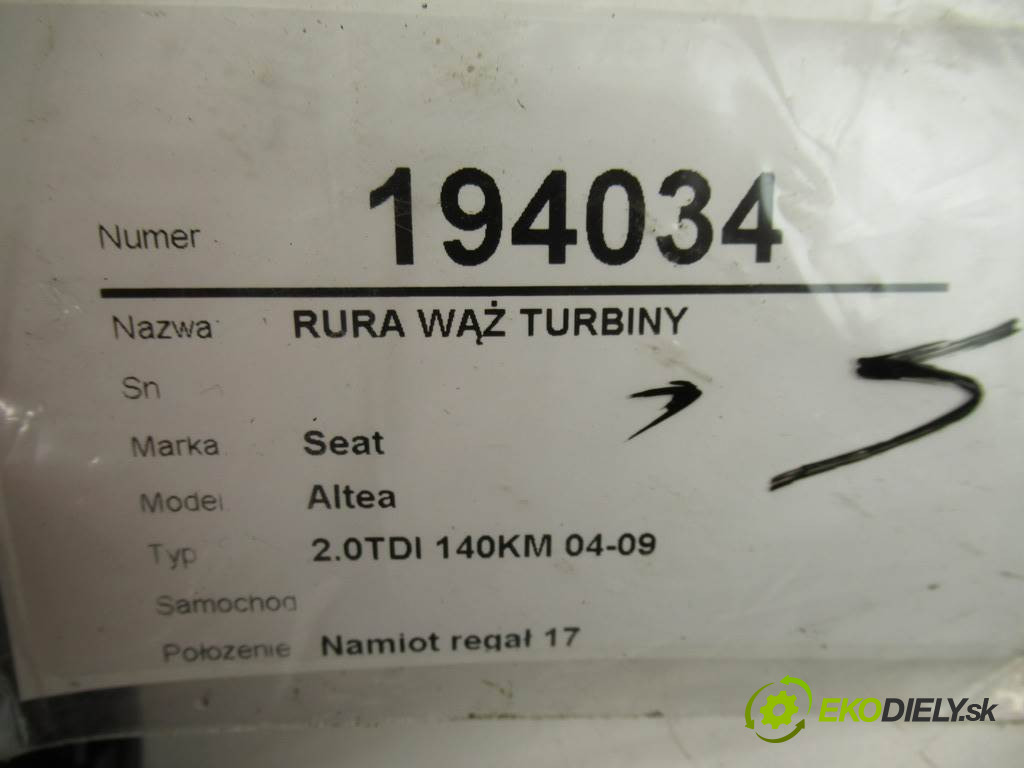 Numer 194034
Nazwa RURA WĄŻ TURBINY
Sn
Marka Seat
Model Altea
Typ 2.0TDI 140KM 04-09
Samochod
Położenie Namiot regał 17
EKODIELY.sk